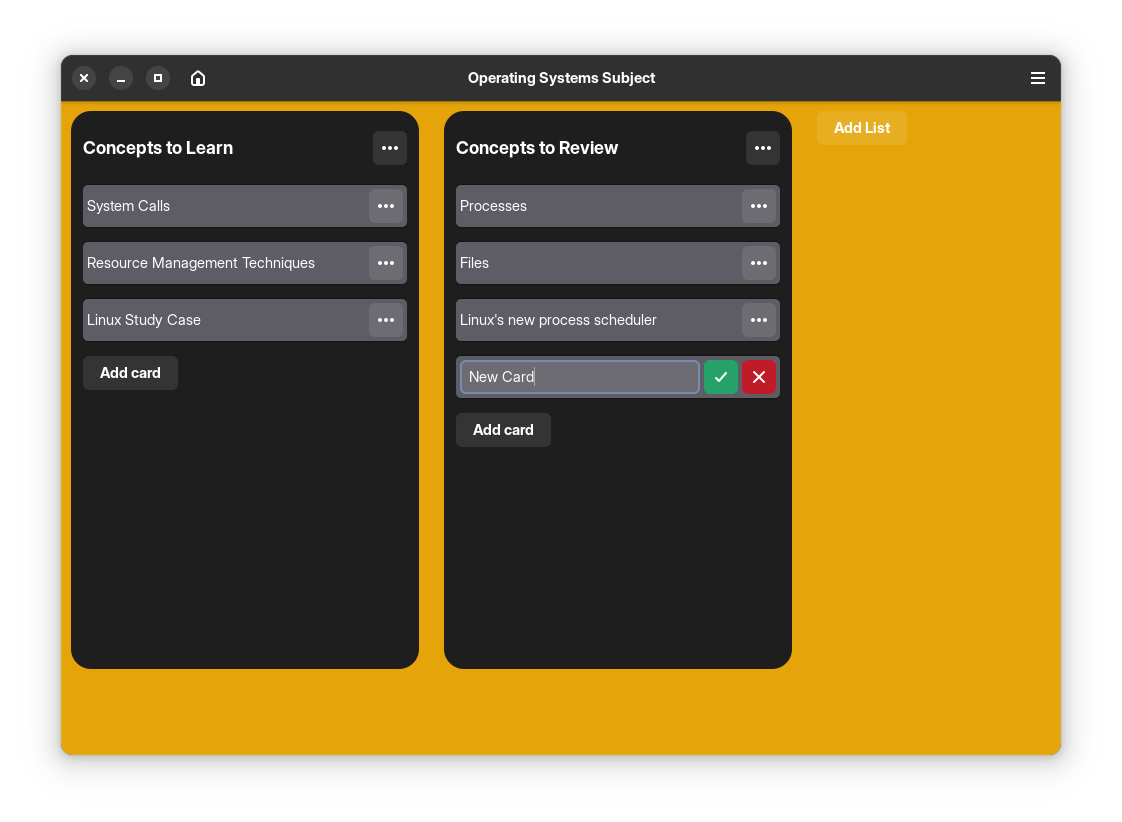 Operating Systems Subject
Concepts to Learn
System Calls
Resource Management Techniques
Linux Study Case
Add card
Concepts to Review
Processes
Files
Linux's new process scheduler
New Card
Add card
Add List